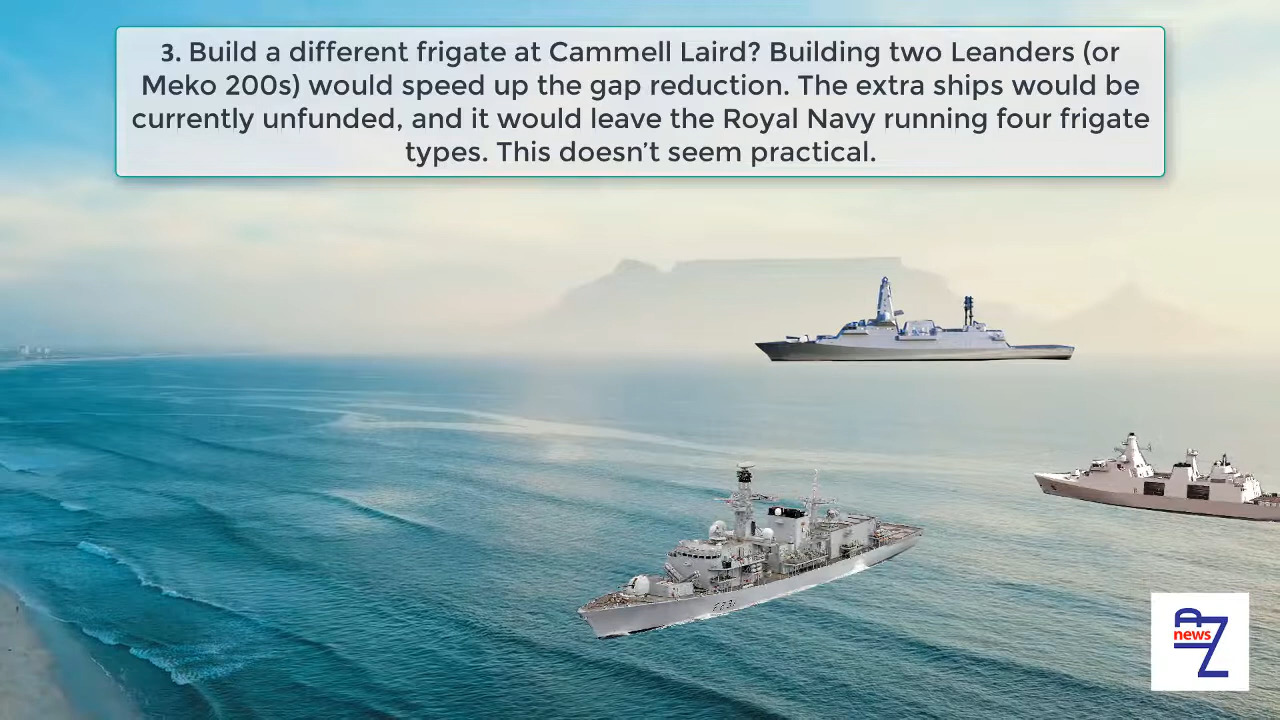 3. Build a different frigate at Cammell Laird? Building two Leanders (or
Meko 200s) would speed up the gap reduction. The extra ships would be
currently unfunded, and it would leave the Royal Navy running four frigate
types. This doesn't seem practical.
F231
AZ
news